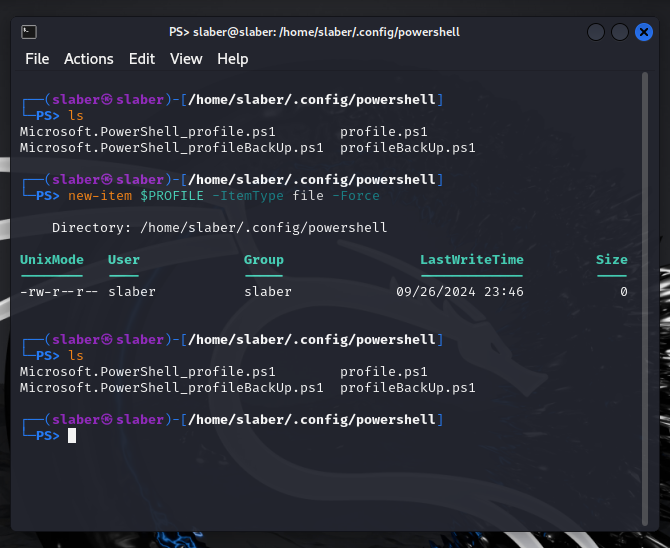 PS> slaber@slaber: /home/slaber/.config/powershell
File Actions Edit View Help
┌──(slaber㉿slaber)-[/home/slaber/.config/powershell]
└─PS> ls
Microsoft.PowerShell_profile.ps1 profile.ps1
Microsoft.PowerShell_profileBackUp.ps1 profileBackUp.ps1
┌──(slaber㉿slaber)-[/home/slaber/.config/powershell]
└─PS> new-item $PROFILE -ItemType file -Force
Directory: /home/slaber/.config/powershell
UnixMode User Group LastWriteTime Size
-rw-r--r-- slaber slaber 09/26/2024 23:46 0
┌──(slaber㉿slaber)-[/home/slaber/.config/powershell]
└─PS> ls
Microsoft.PowerShell_profile.ps1 profile.ps1
Microsoft.PowerShell_profileBackUp.ps1 profileBackUp.ps1
┌──(slaber㉿slaber)-[/home/slaber/.config/powershell]
└─PS>